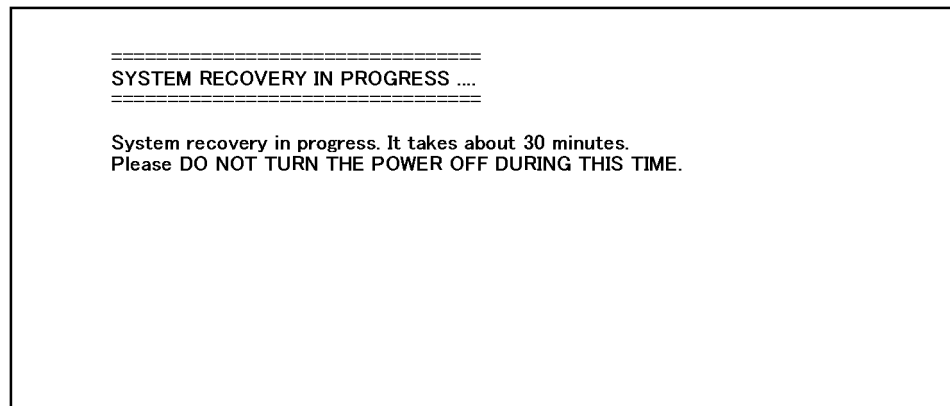 =================================
SYSTEM RECOVERY IN PROGRESS ....
=================================
System recovery in progress. It takes about 30 minutes.
Please DO NOT TURN THE POWER OFF DURING THIS TIME.